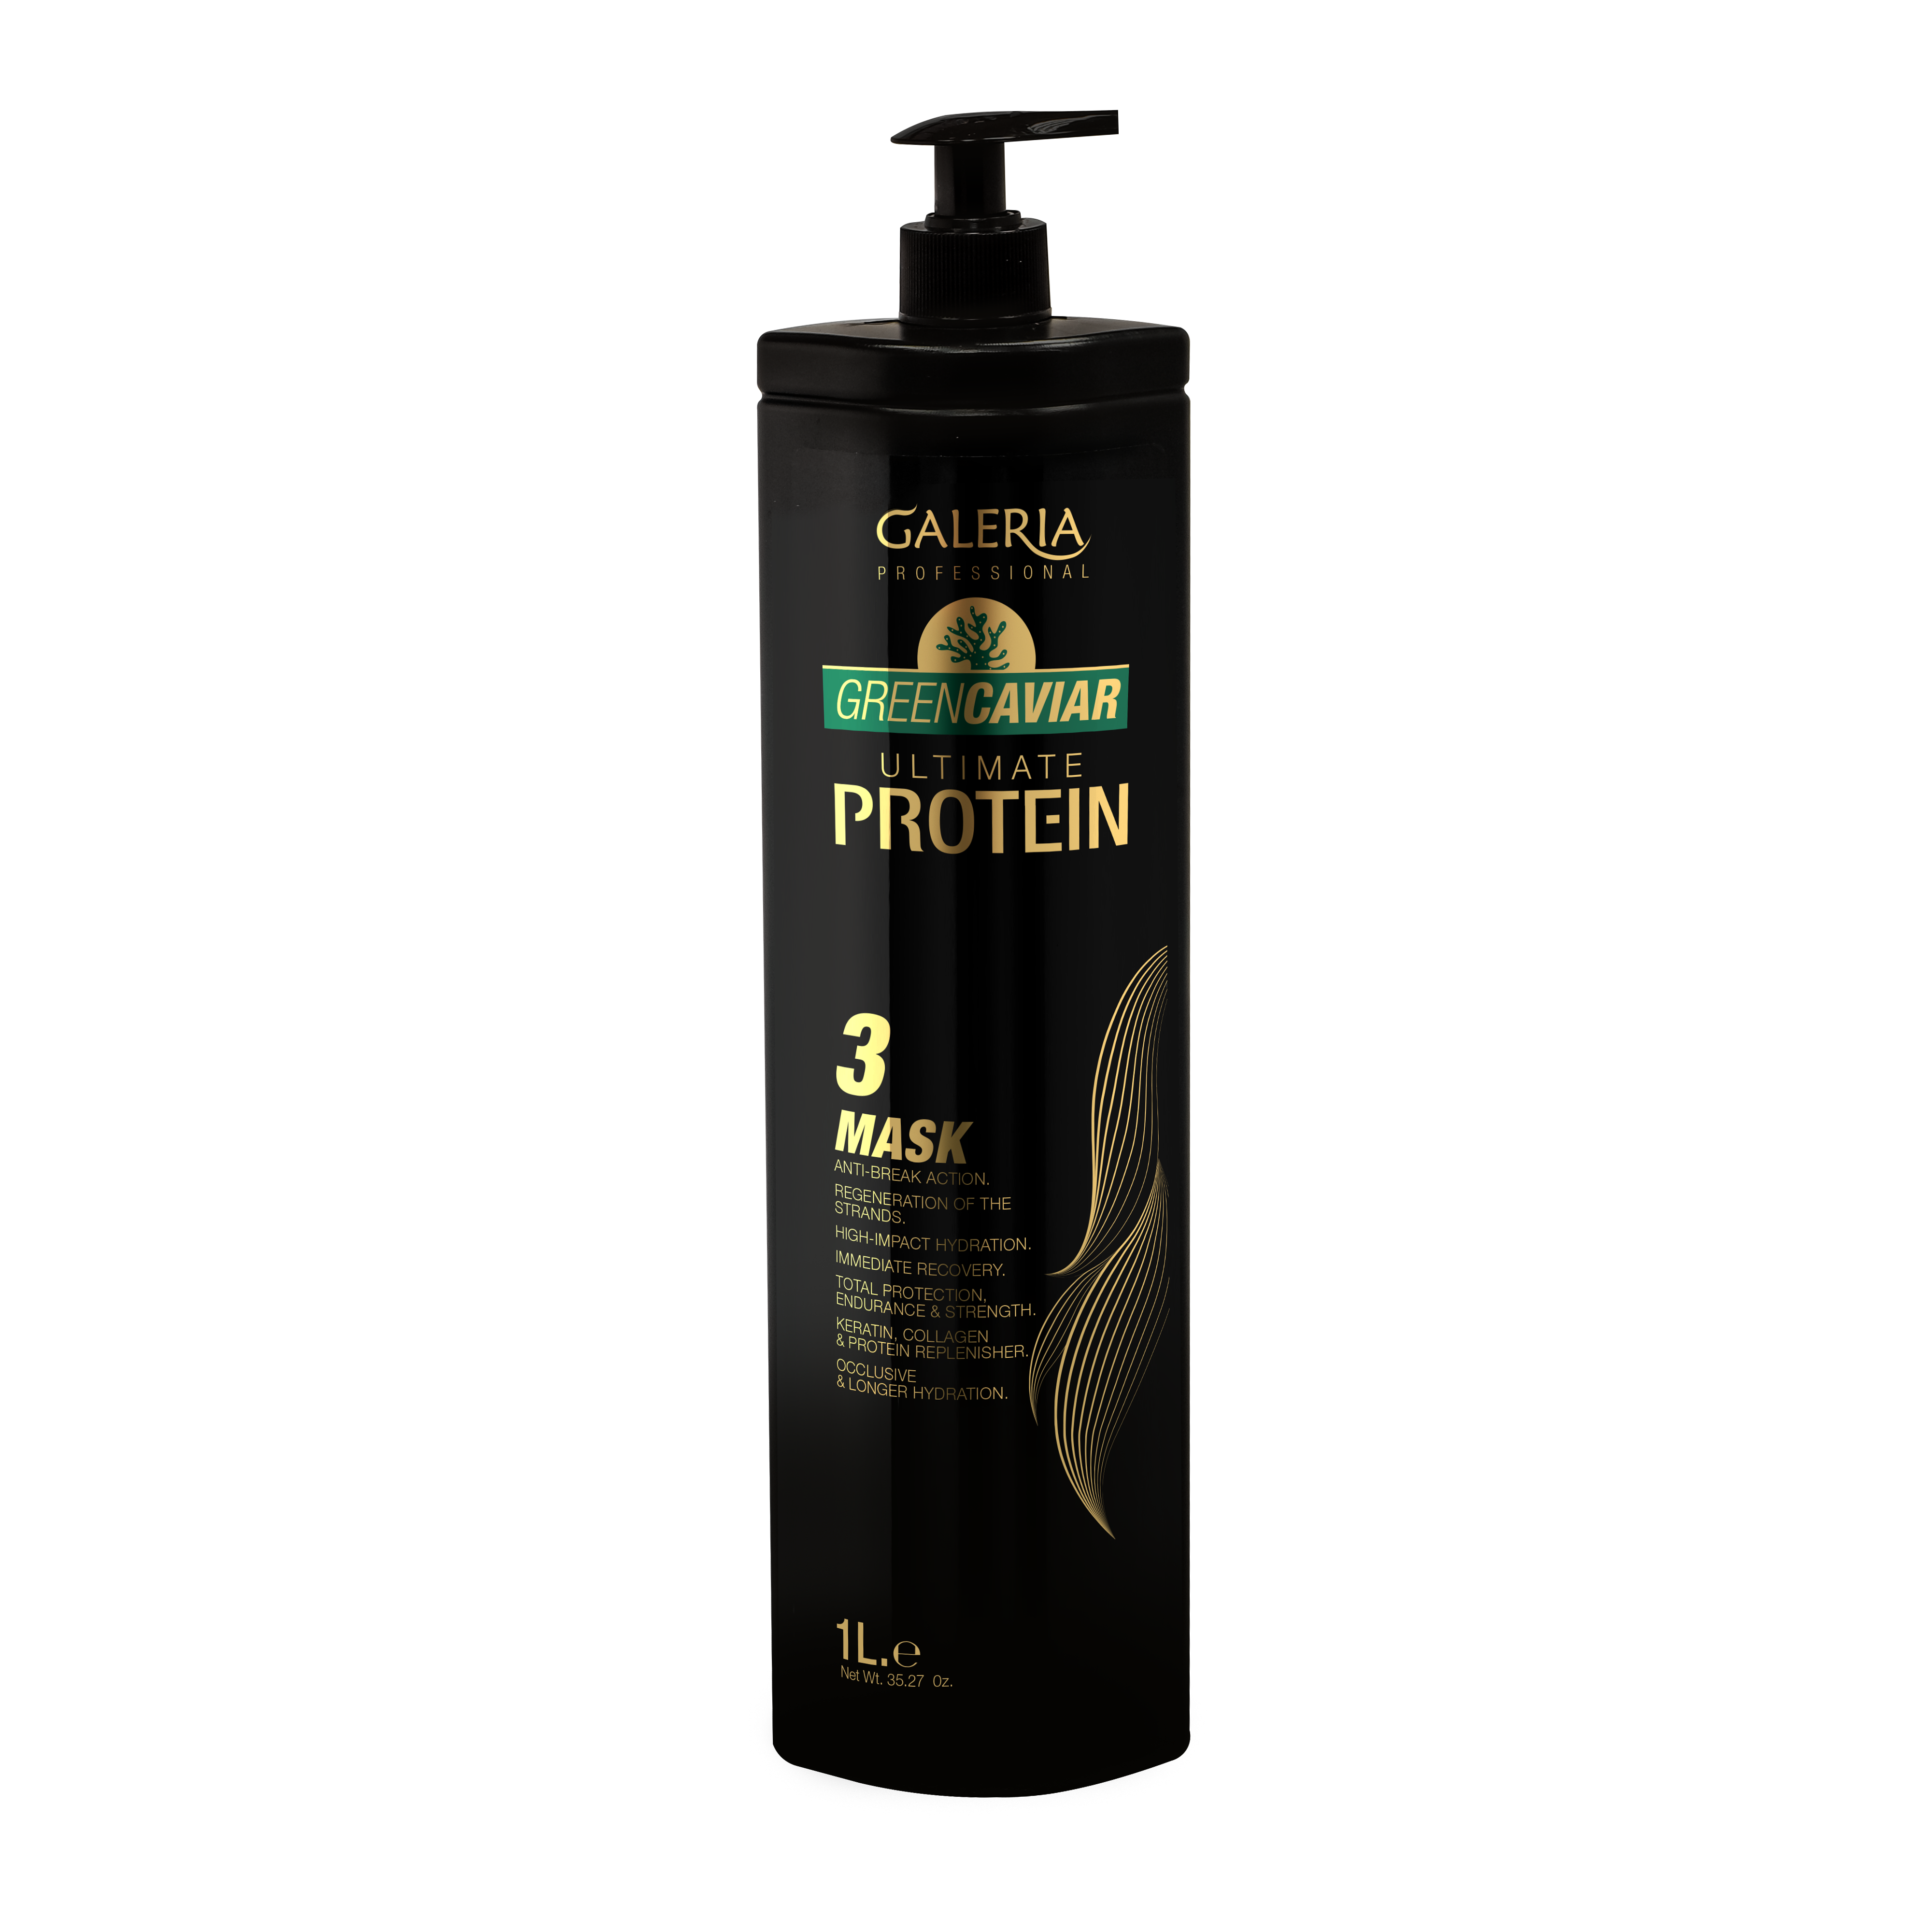 GALERIA
PROFESSIONAL
GREENCAVIAR
ULTIMATE
PROTEIN
3
MASK
ANTI-BREAK ACTION.
REGENERATION OF THE
STRANDS.
HIGH-IMPACT HYDRATION.
IMMEDIATE RECOVERY.
TOTAL PROTECTION,
ENDURANCE & STRENGTH.
KERATIN, COLLAGEN
& PROTEIN REPLENISHER.
OCCLUSIVE
& LONGER HYDRATION.
1L.℮
Net Wt. 35.27 Oz.